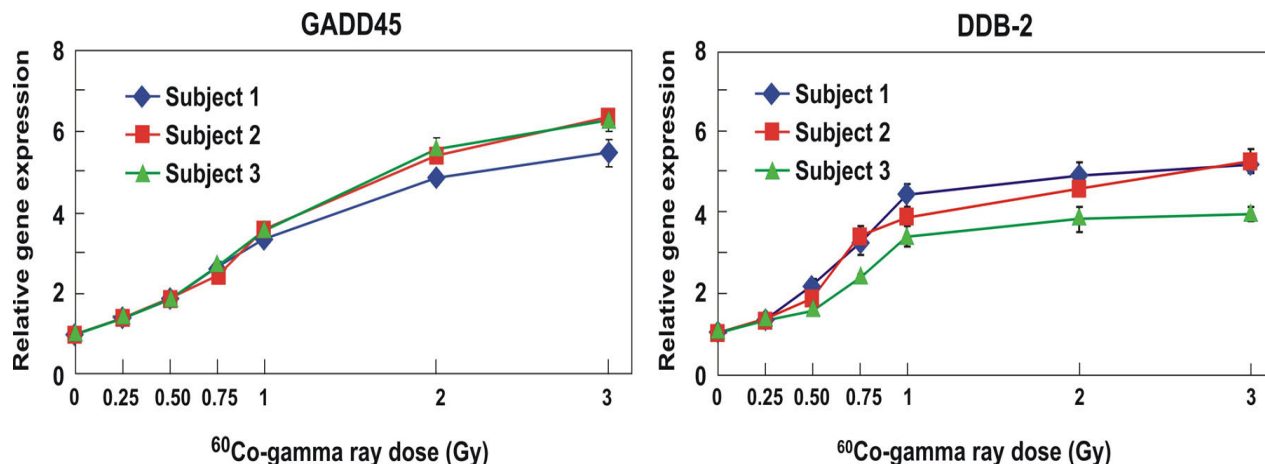 GADD45
Relative gene expression
8
6
4
2
0
Subject 1
Subject 2
Subject 3
0 0.25 0.50 0.75 1 2 3
⁶⁰Co-gamma ray dose (Gy)
DDB-2
Relative gene expression
8
6
4
2
0
Subject 1
Subject 2
Subject 3
0 0.25 0.50 0.75 1 2 3
⁶⁰Co-gamma ray dose (Gy)